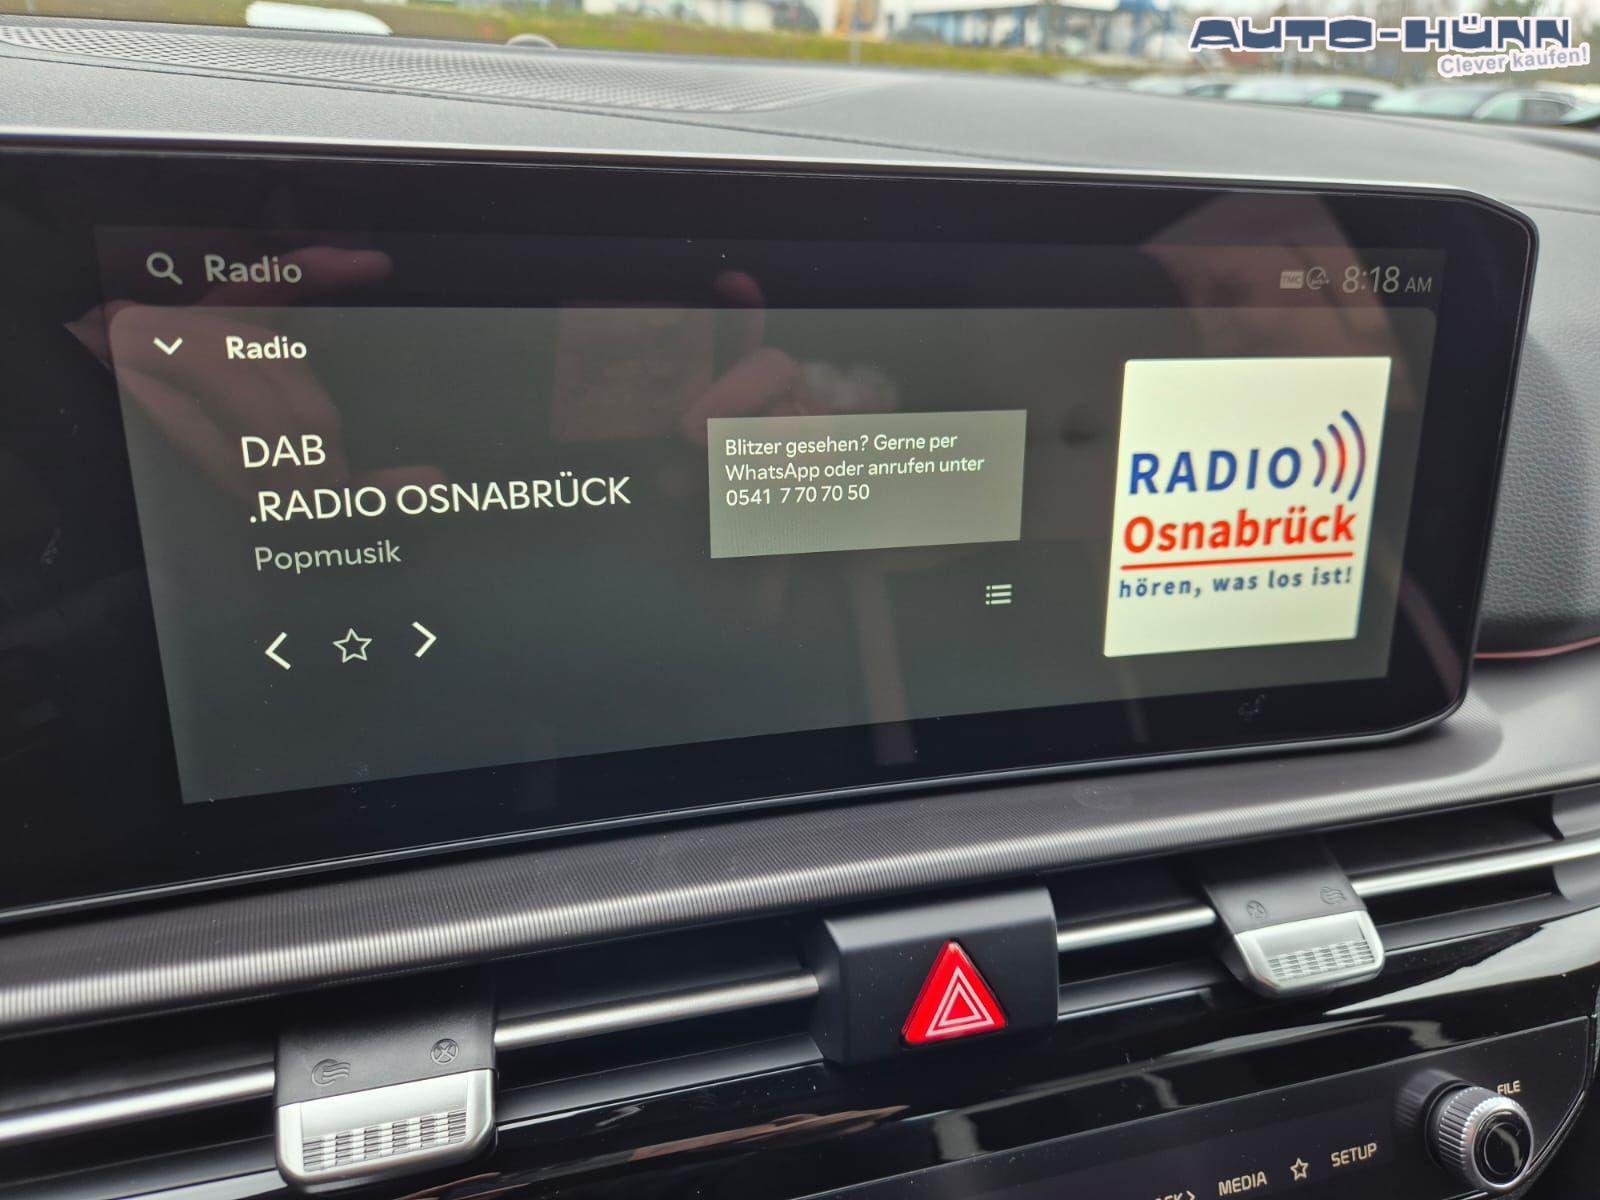 AUTO-HÜNN
Clever kaufen!
Radio
TMC
8:18 AM
Radio
DAB
.RADIO OSNABRÜCK
Popmusik
Blitzer gesehen? Gerne per
WhatsApp oder anrufen unter
0541 7 70 70 50
RADIO
Osnabrück
hören, was los ist!
FILE
MEDIA
SETUP